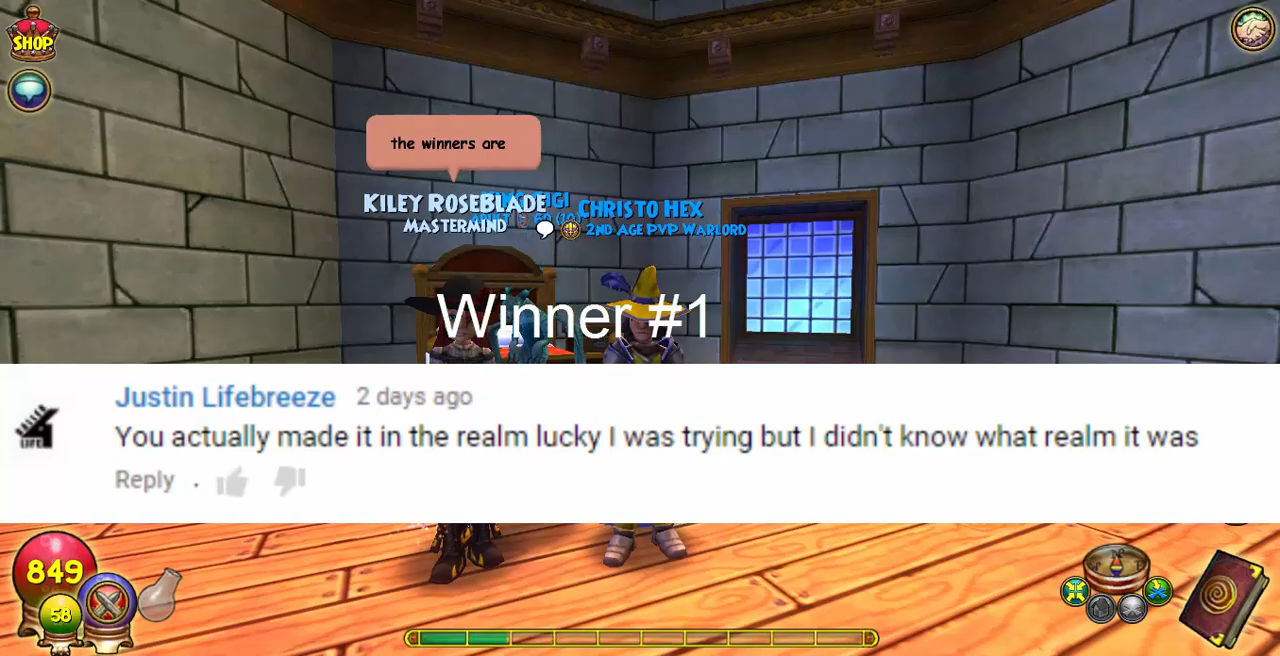 SHOP
the winners are
KILEY ROSEBLADE
MASTERMIND
CHRISTO HEX
2ND AGE PVP WARLORD
Winner #1
Justin Lifebreeze 2 days ago
You actually made it in the realm lucky I was trying but I didn't know what realm it was
Reply .
LIFE
849
58